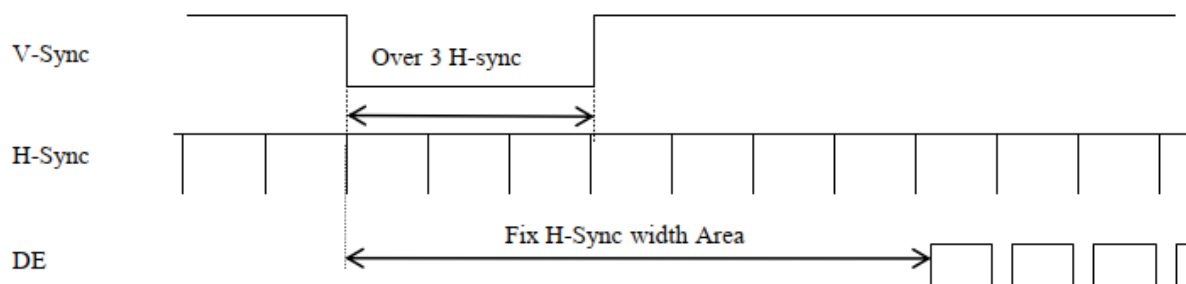 V-Sync
Over 3 H-sync
H-Sync
Fix H-Sync width Area
DE